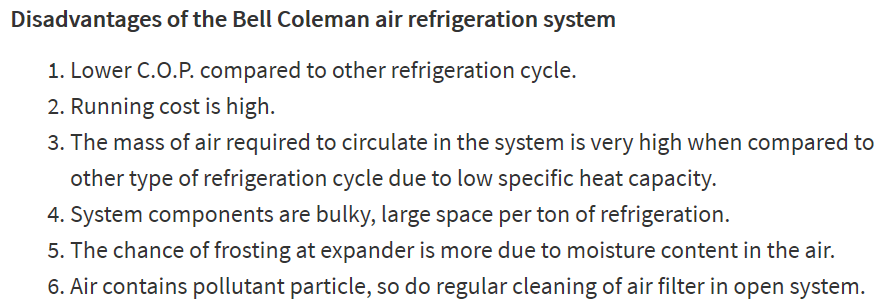 Disadvantages of the Bell Coleman air refrigeration system
1. Lower C.O.P. compared to other refrigeration cycle.
2. Running cost is high.
3. The mass of air required to circulate in the system is very high when compared to
other type of refrigeration cycle due to low specific heat capacity.
4. System components are bulky, large space per ton of refrigeration.
5. The chance of frosting at expander is more due to moisture content in the air.
6. Air contains pollutant particle, so do regular cleaning of air filter in open system.